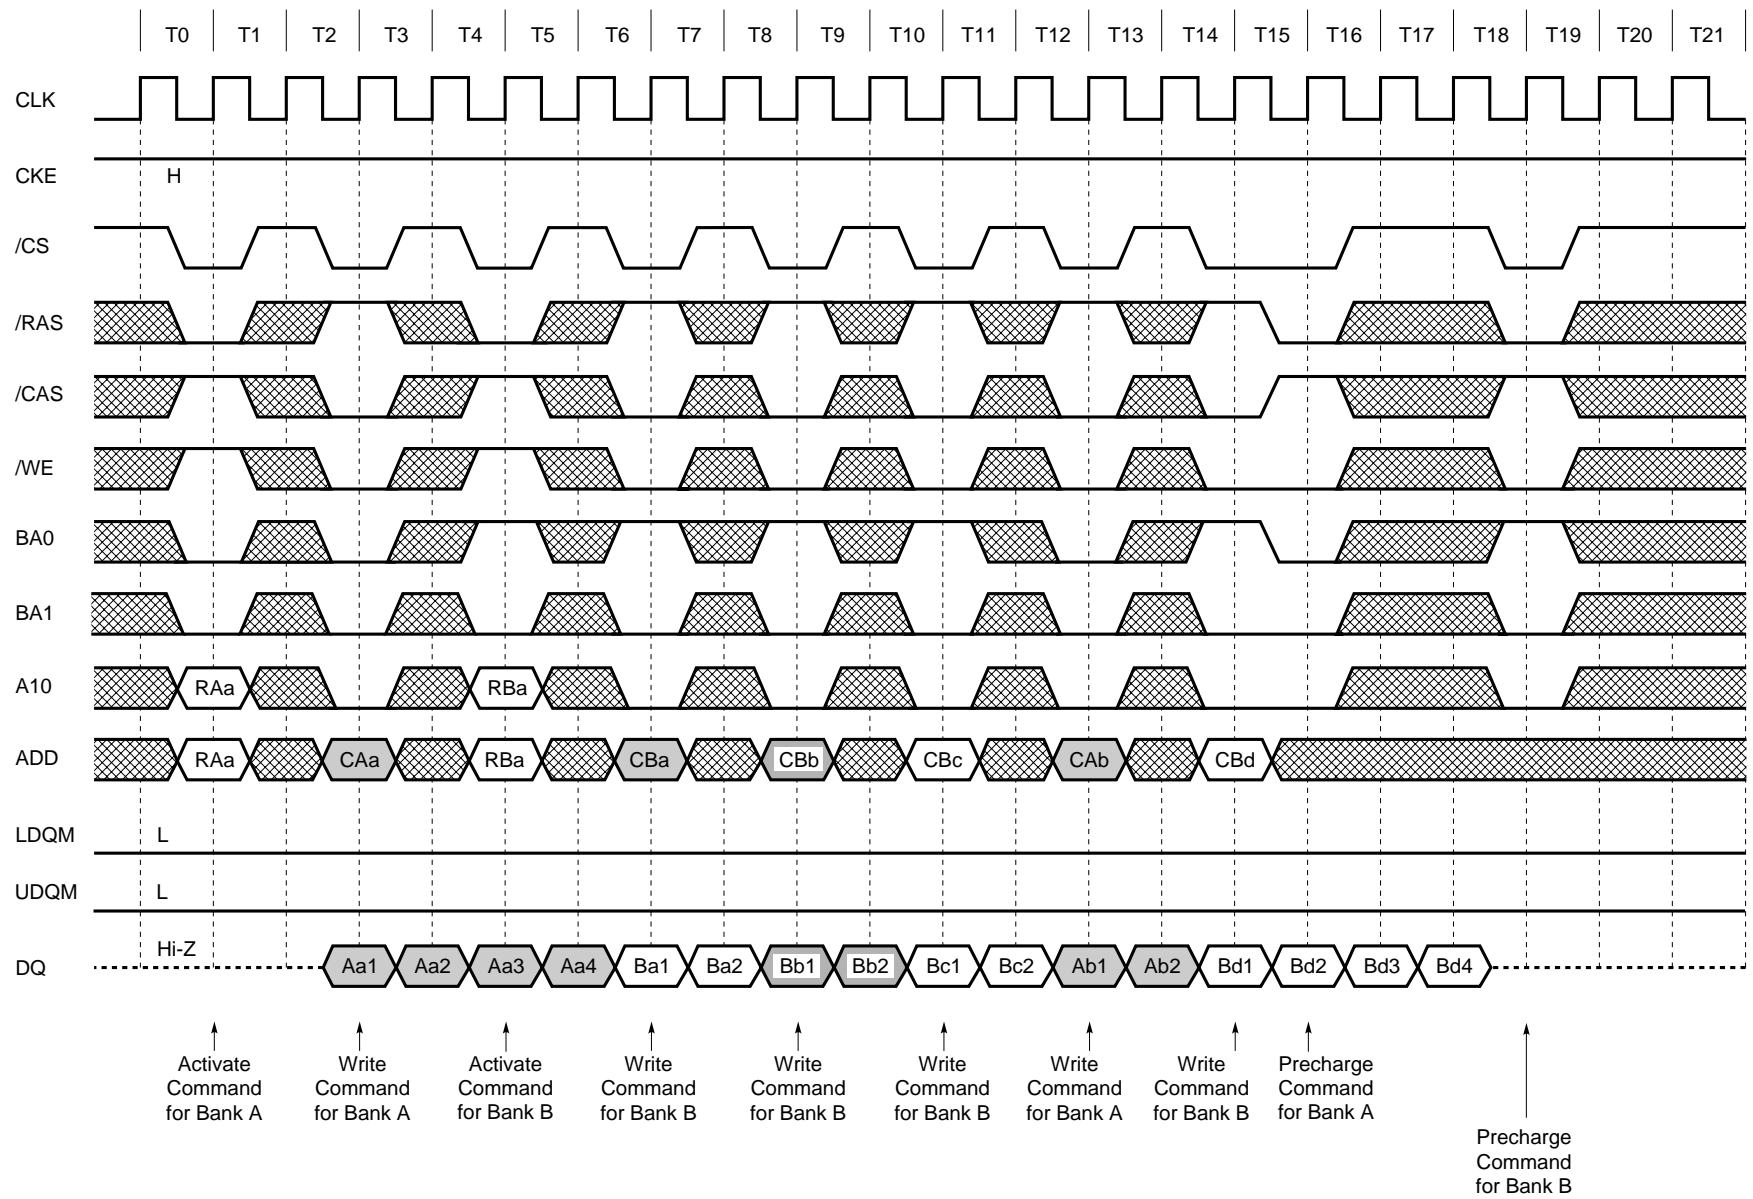 T0 T1 T2 T3 T4 T5 T6 T7 T8 T9 T10 T11 T12 T13 T14 T15 T16 T17 T18 T19 T20 T21
CLK
CKE H
/CS
/RAS
/CAS
/WE
BA0
BA1
A10 RAa RBa
ADD RAa CAa RBa CBa CBb CBc CAb CBd
LDQM L
UDQM L
DQ Hi-Z Aa1 Aa2 Aa3 Aa4 Ba1 Ba2 Bb1 Bb2 Bc1 Bc2 Ab1 Ab2 Bd1 Bd2 Bd3 Bd4
Activate
Command
for Bank A
Write
Command
for Bank A
Activate
Command
for Bank B
Write
Command
for Bank B
Write
Command
for Bank B
Write
Command
for Bank B
Write
Command
for Bank A
Write
Command
for Bank B
Precharge
Command
for Bank A
Precharge
Command
for Bank B